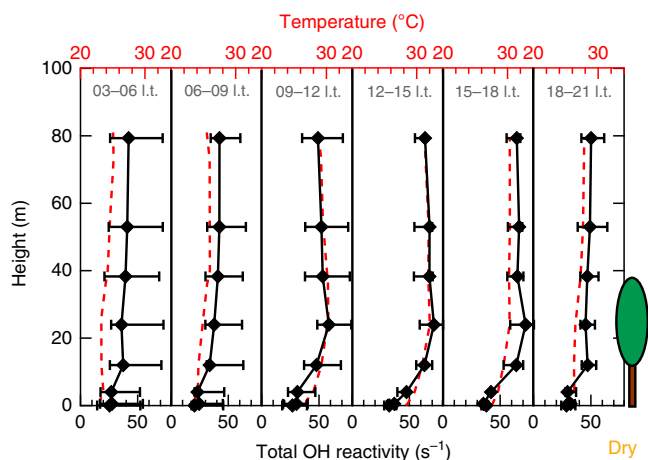 Temperature (°C)
20 30 20 30 20 30 20 30 20 30 20 30
100 03–06 l.t. 06–09 l.t. 09–12 l.t. 12–15 l.t. 15–18 l.t. 18–21 l.t.
80
60
Height (m)
40
20
0
0 50 0 50 0 50 0 50 0 50 0 50
Total OH reactivity (s⁻¹)
Dry